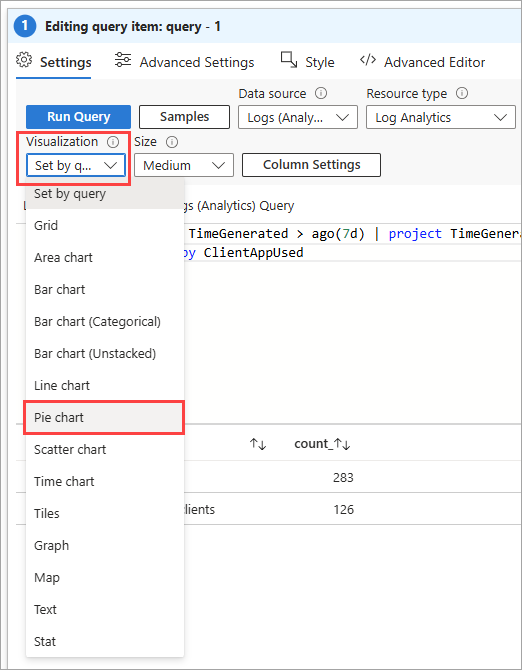 1 Editing query item: query - 1
Settings Advanced Settings Style Advanced Editor
Data source Resource type
Run Query Samples Logs (Analy... Log Analytics
Visualization Size
Set by q... Medium Column Settings
Set by query
gs (Analytics) Query
Grid
TimeGenerated > ago(7d) | project TimeGenera
Area chart
by ClientAppUsed
Bar chart
Bar chart (Categorical)
Bar chart (Unstacked)
Line chart
Pie chart
count_
Scatter chart
283
Time chart
Tiles
lients
126
Graph
Map
Text
Stat